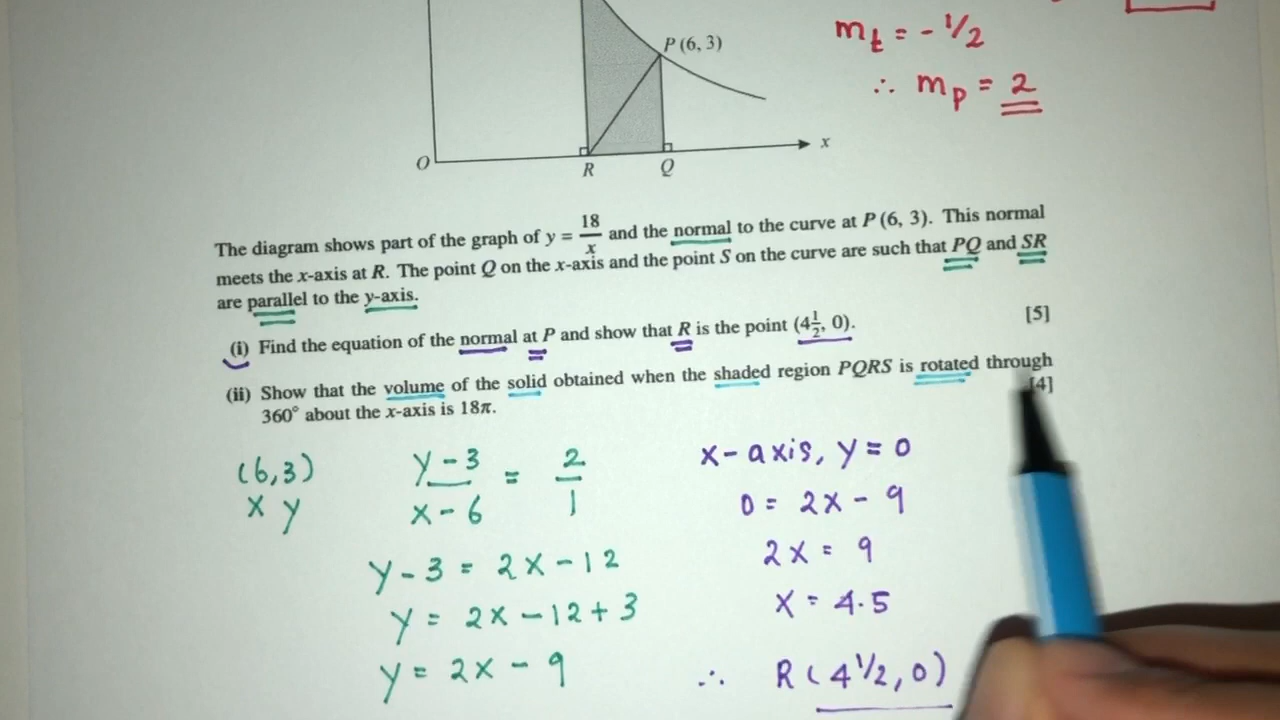 m_t = - 1/2
∴ m_p = 2
P (6, 3)
x
O
R
Q
The diagram shows part of the graph of y = 18/x and the normal to the curve at P (6, 3). This normal
meets the x-axis at R. The point Q on the x-axis and the point S on the curve are such that PQ and SR
are parallel to the y-axis.
(i) Find the equation of the normal at P and show that R is the point (4½, 0). [5]
(ii) Show that the volume of the solid obtained when the shaded region PQRS is rotated through
360° about the x-axis is 18π. [4]
(6,3)
x y
y - 3 / x - 6 = 2 / 1
y - 3 = 2x - 12
y = 2x - 12 + 3
y = 2x - 9
x - axis, y = 0
0 = 2x - 9
2x = 9
x = 4.5
∴ R ( 4 1/2, 0)